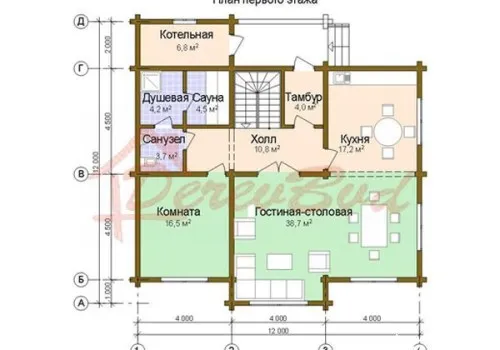 План первого этажа
Д
Котельная
6,8 м²
2.000
Г
Душевая
4,2 м²
Сауна
4,5 м²
Тамбур
4,0 м²
4.500
Санузел
3,7 м²
Холл
10,8 м²
Кухня
17,2 м²
12 000
В
DerevBud
Комната
16,5 м²
Гостиная-столовая
38,7 м²
4.500
Б
1.000
А
4.000
4.000
4.000
12.000
1
2
3
4